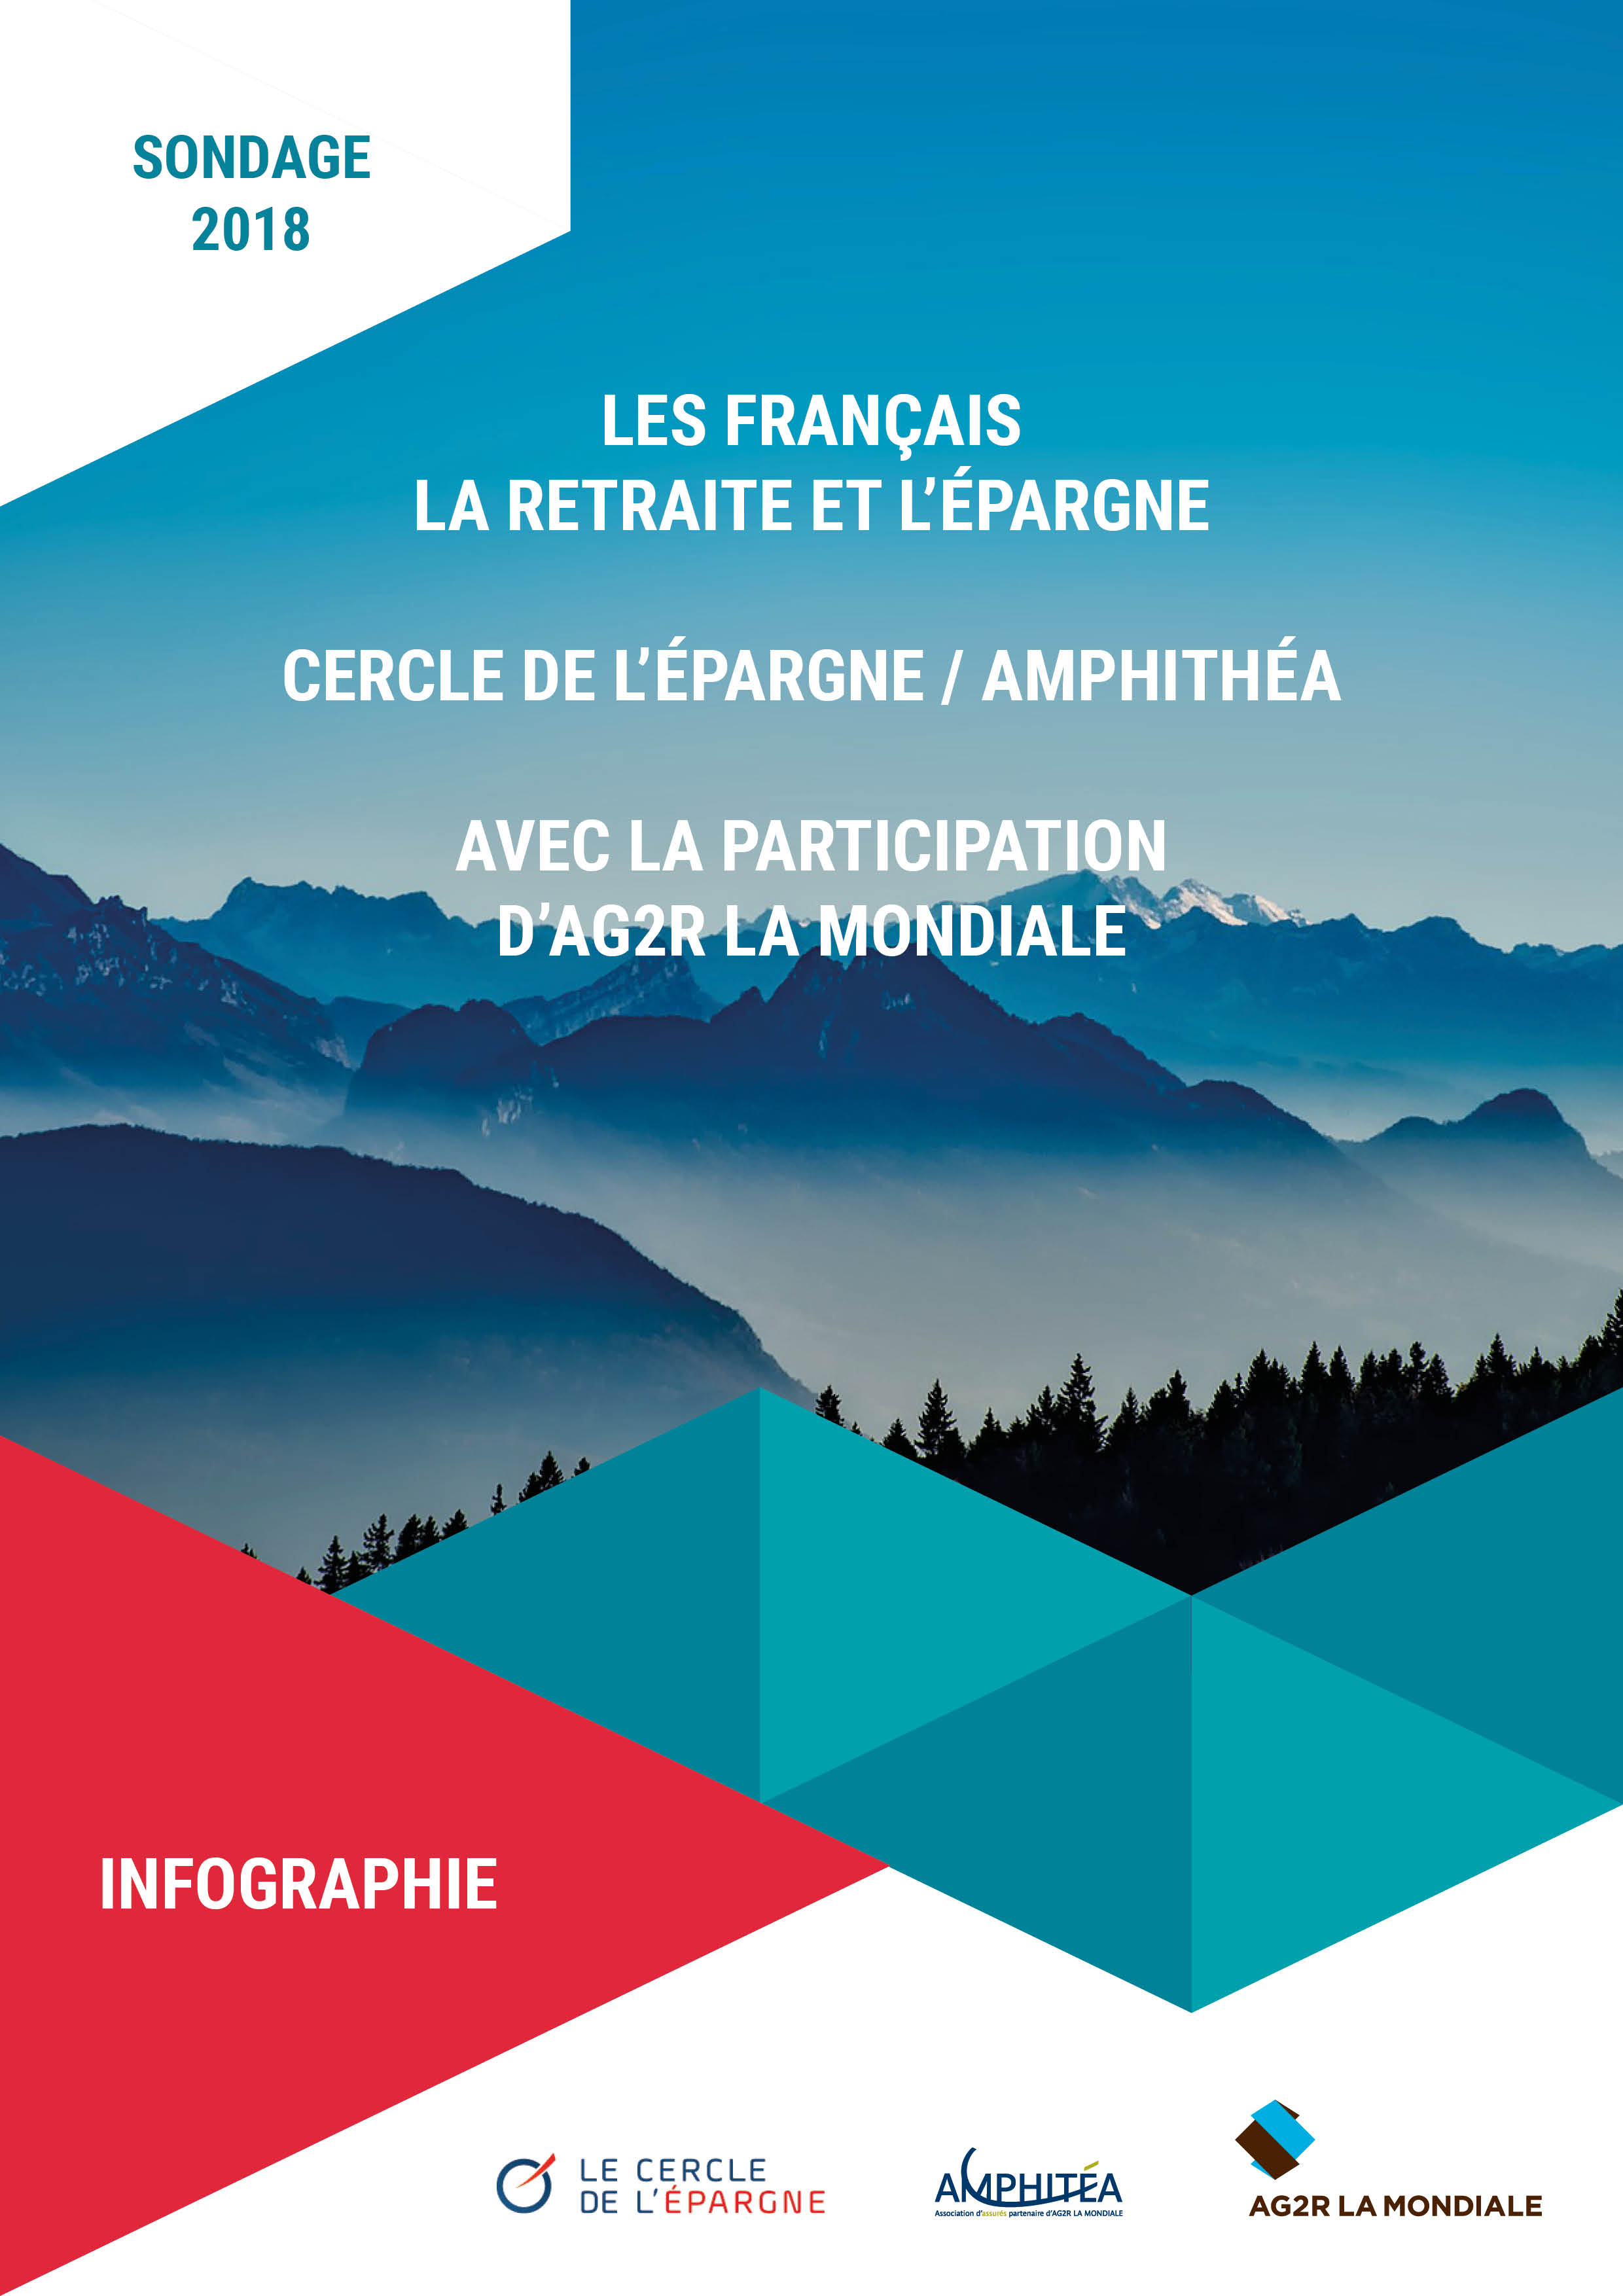 SONDAGE
2018
LES FRANÇAIS
LA RETRAITE ET L’ÉPARGNE
CERCLE DE L’ÉPARGNE / AMPHITHÉA
AVEC LA PARTICIPATION
D’AG2R LA MONDIALE
INFOGRAPHIE
LE CERCLE
DE L’ÉPARGNE
AMPHITÉA
Association d’assurés partenaire d’AG2R LA MONDIALE
AG2R LA MONDIALE